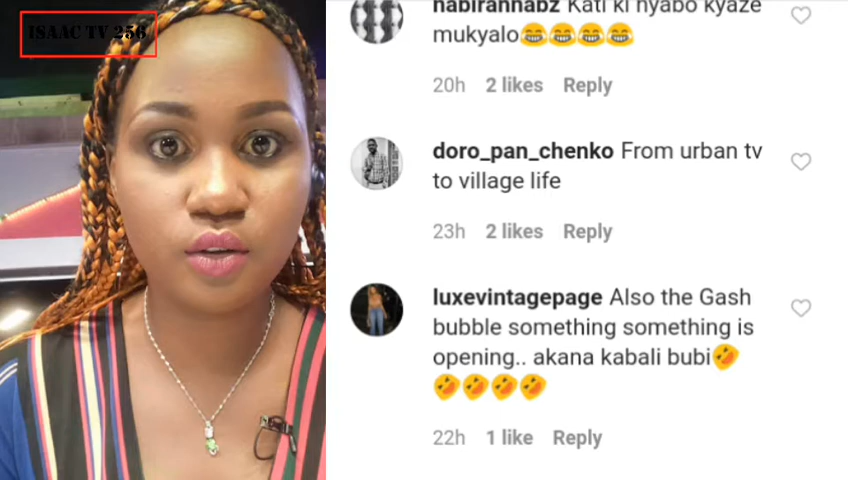 ISAAC TV 256
nabirahnabz Kati ki nyabo kyaze
mukyalo😂😂😂😂
20h 2 likes Reply
doro_pan_chenko From urban tv
to village life
23h 2 likes Reply
luxevintagepage Also the Gash
bubble something something is
opening.. akana kabali bubi🤣
🤣🤣🤣🤣
22h 1 like Reply